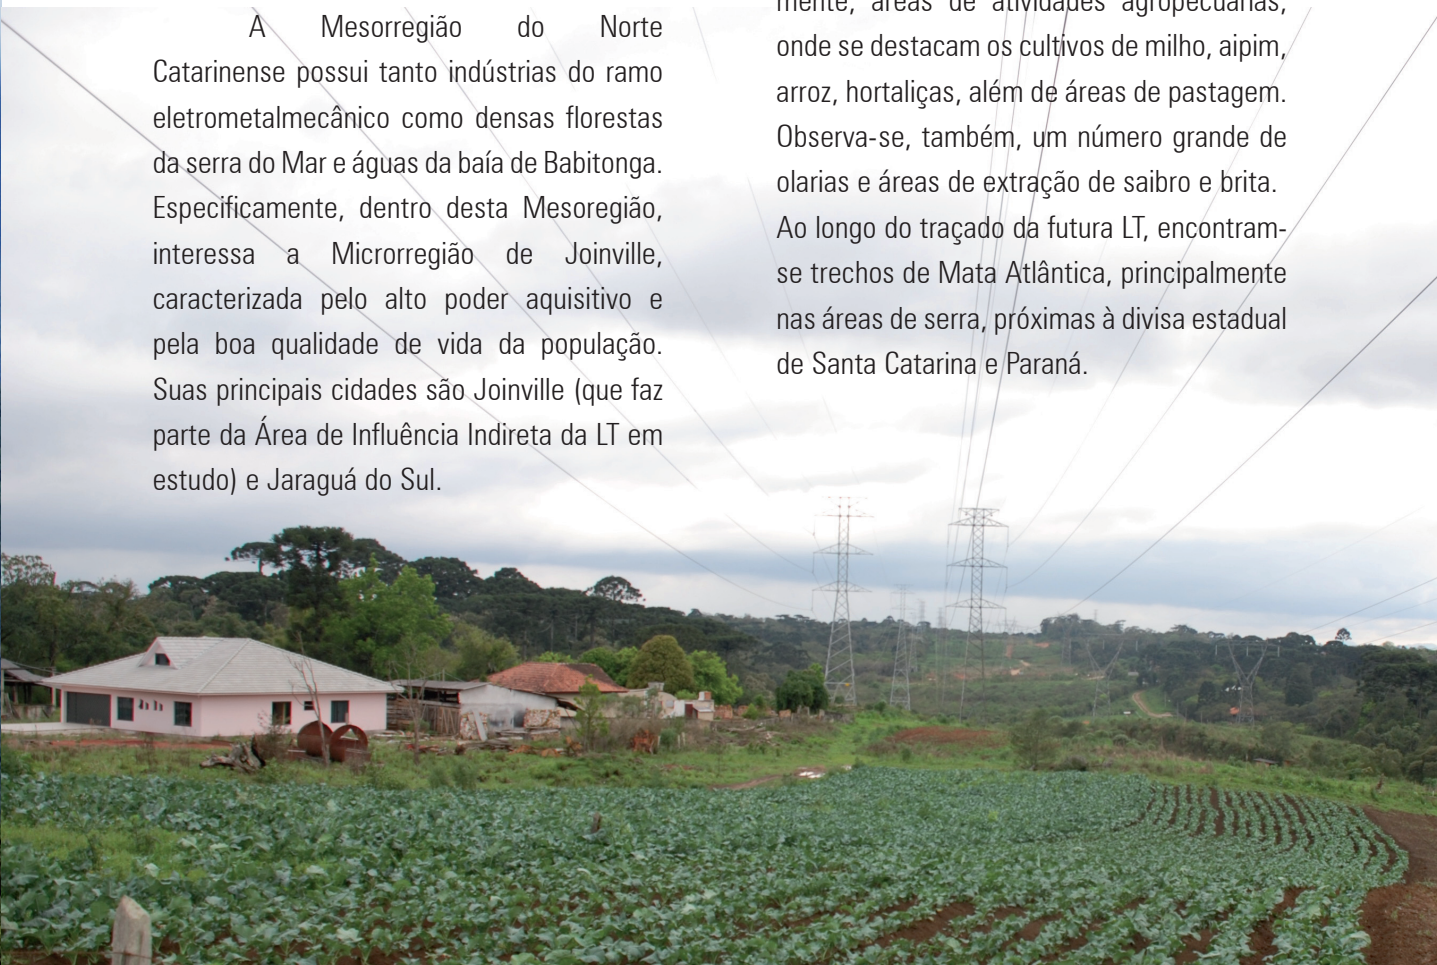 A Mesorregião do Norte
Catarinense possui tanto indústrias do ramo
eletrometalmecânico como densas florestas
da serra do Mar e águas da baía de Babitonga.
Especificamente, dentro desta Mesoregião,
interessa a Microrregião de Joinville,
caracterizada pelo alto poder aquisitivo e
pela boa qualidade de vida da população.
Suas principais cidades são Joinville (que faz
parte da Área de Influência Indireta da LT em
estudo) e Jaraguá do Sul.
mente, áreas de atividades agropecuárias,
onde se destacam os cultivos de milho, aipim,
arroz, hortaliças, além de áreas de pastagem.
Observa-se, também, um número grande de
olarias e áreas de extração de saibro e brita.
Ao longo do traçado da futura LT, encontram-
se trechos de Mata Atlântica, principalmente
nas áreas de serra, próximas à divisa estadual
de Santa Catarina e Paraná.